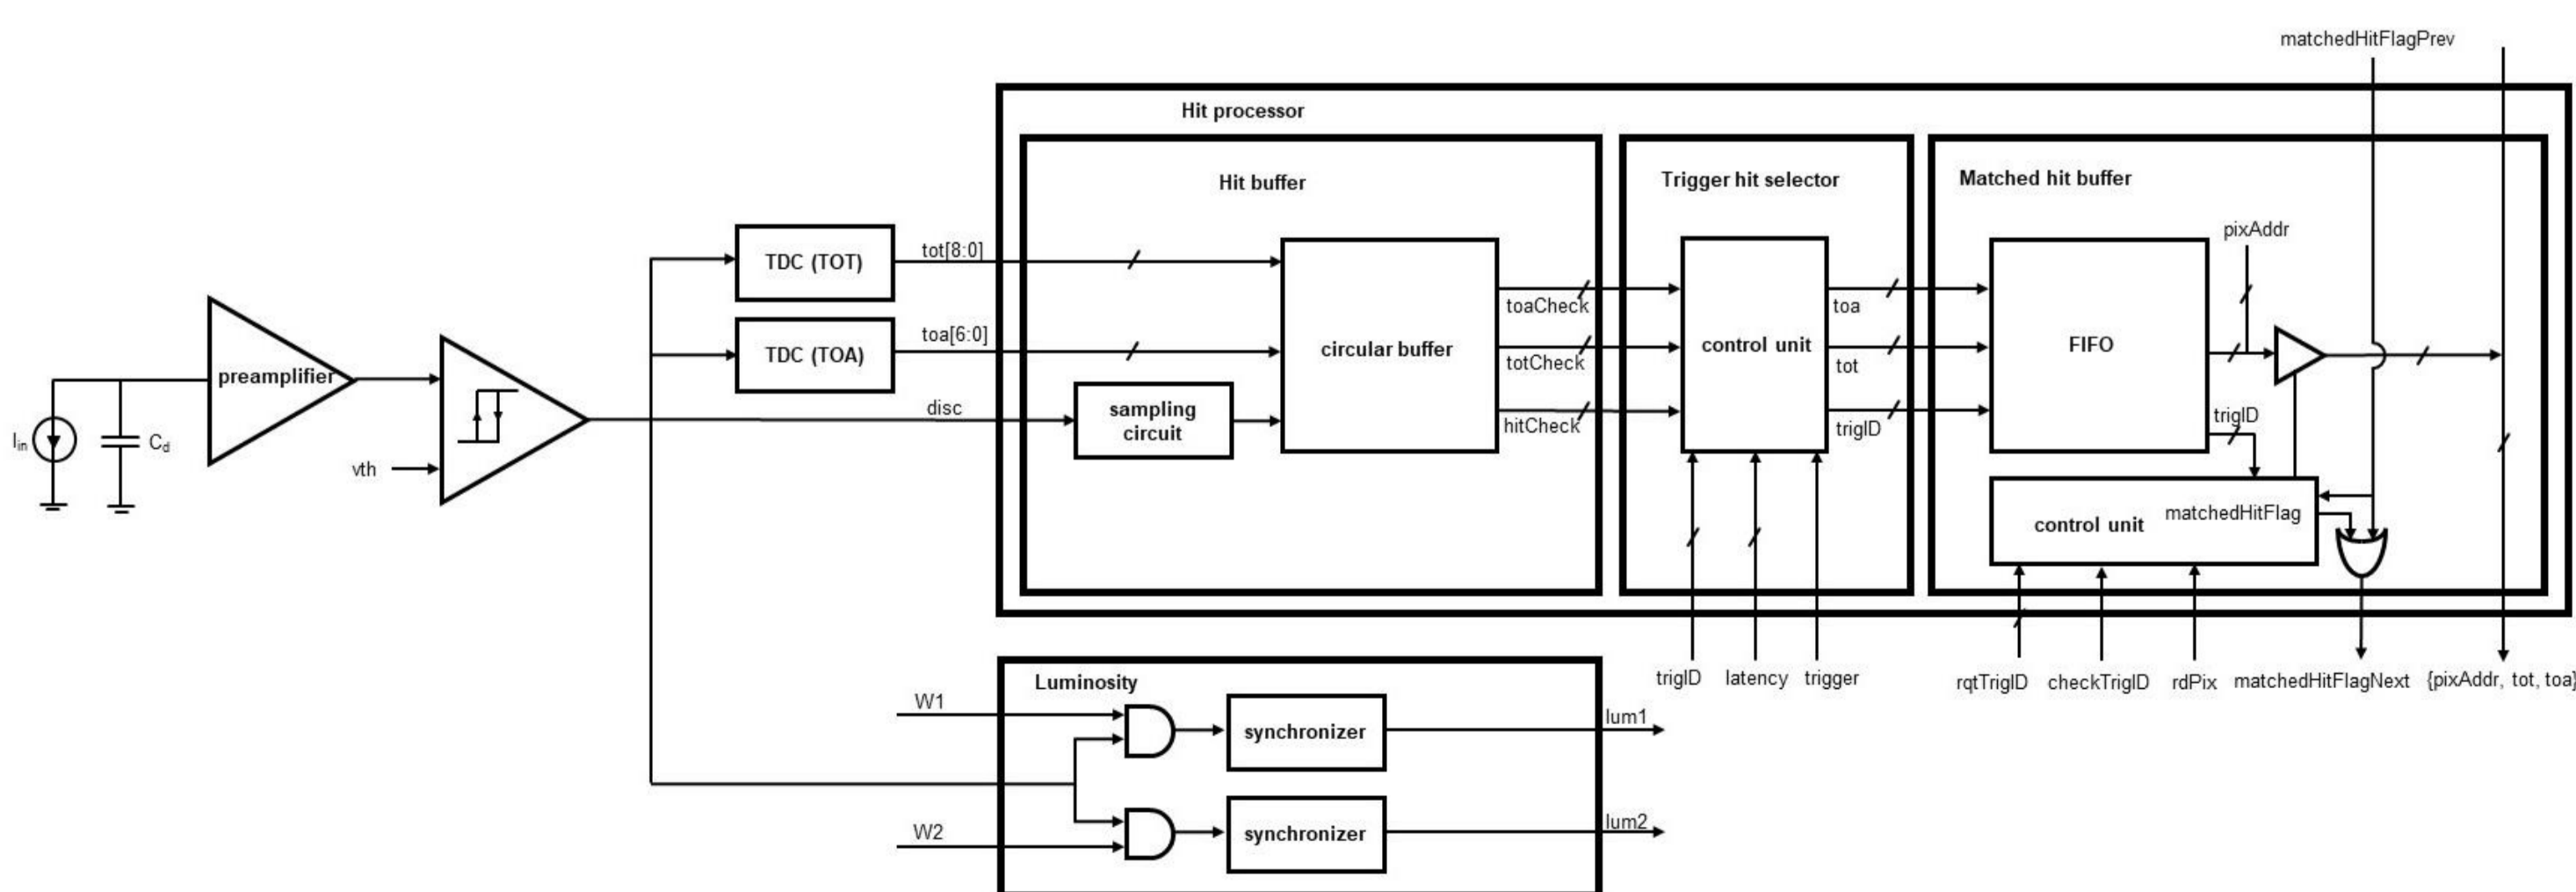 matchedHitFlagPrev
Hit processor
Hit buffer
Trigger hit selector
Matched hit buffer
TDC (TOT)
tot[8:0]
TDC (TOA)
toa[6:0]
preamplifier
vth
Iin
Cd
disc
sampling
circuit
circular buffer
toaCheck
totCheck
hitCheck
control unit
toa
tot
trigID
FIFO
pixAddr
trigID
control unit
matchedHitFlag
trigID
latency
trigger
rqtTrigID
checkTrigID
rdPix
matchedHitFlagNext
{pixAddr, tot, toa}
Luminosity
W1
synchronizer
lum1
W2
synchronizer
lum2